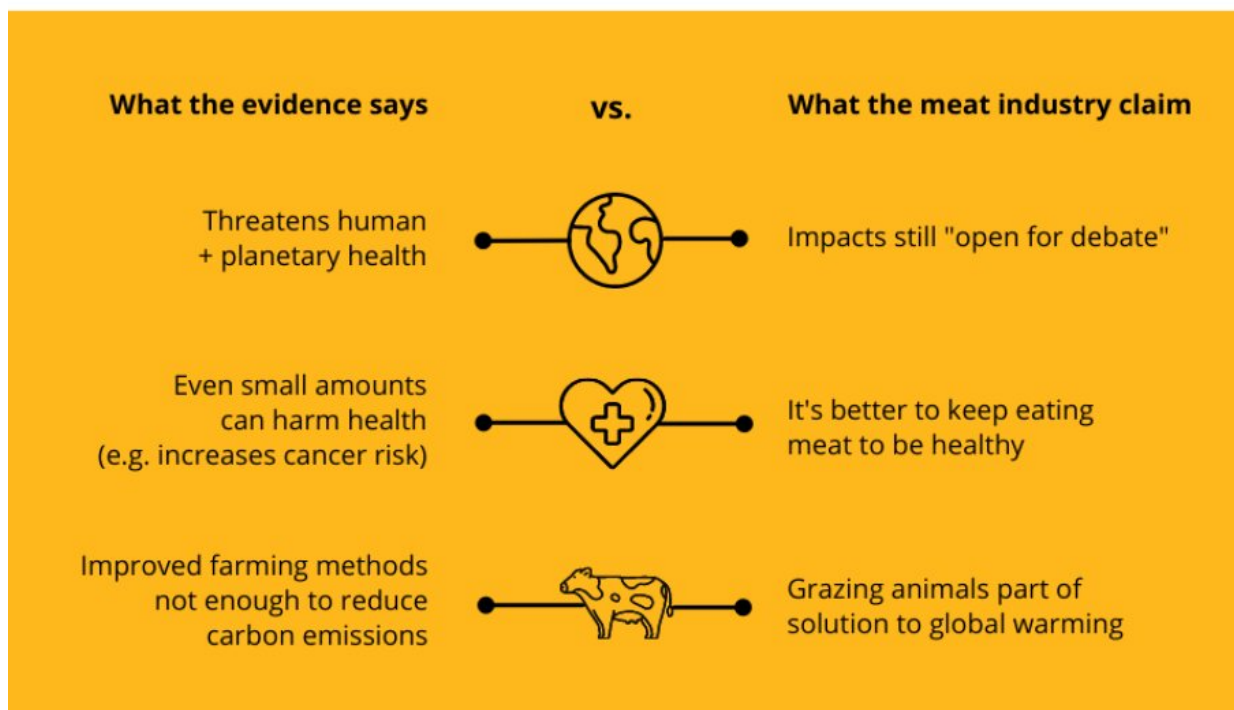 What the evidence says
vs.
What the meat industry claim
Threatens human
+ planetary health
Impacts still "open for debate"
Even small amounts
can harm health
(e.g. increases cancer risk)
It's better to keep eating
meat to be healthy
Improved farming methods
not enough to reduce
carbon emissions
Grazing animals part of
solution to global warming